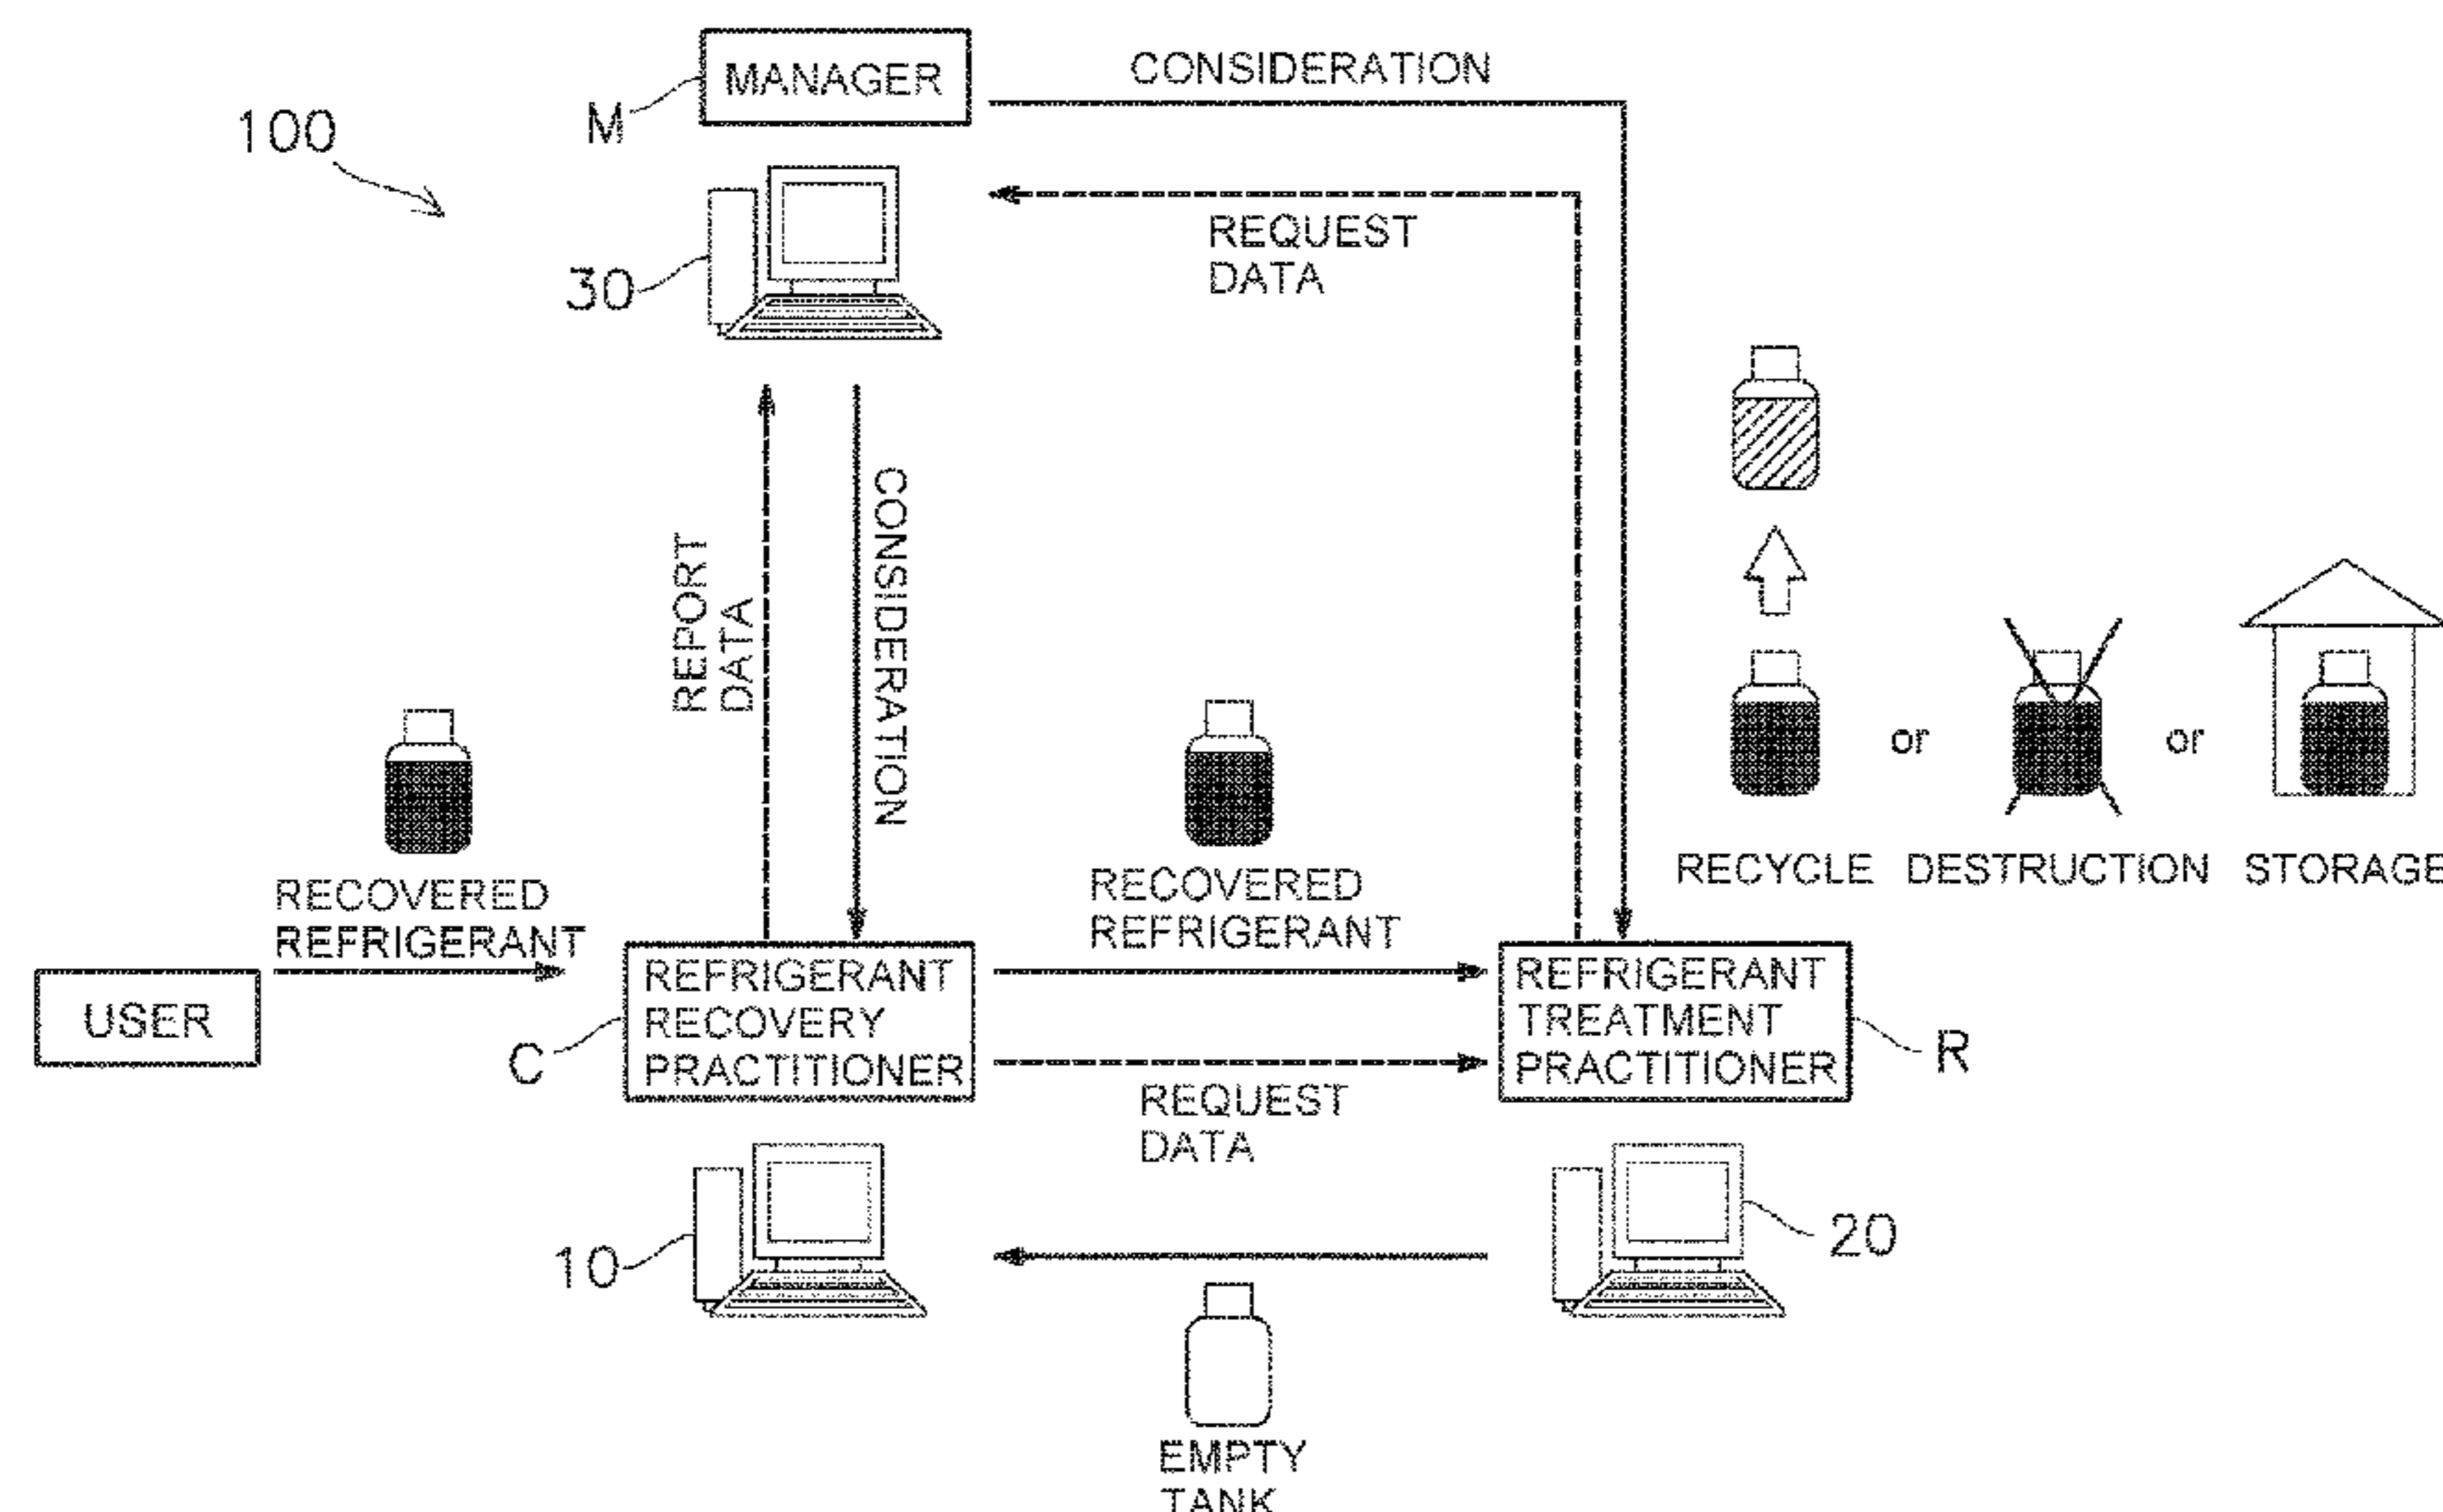 MANAGER
CONSIDERATION
M
100
REQUEST
DATA
30
REPORT
DATA
CONSIDERATION
or
or
RECYCLE DESTRUCTION STORAGE
RECOVERED
REFRIGERANT
RECOVERED
REFRIGERANT
USER
REFRIGERANT
RECOVERY
PRACTITIONER
C
REFRIGERANT
TREATMENT
PRACTITIONER
R
REQUEST
DATA
10
20
EMPTY
TANK